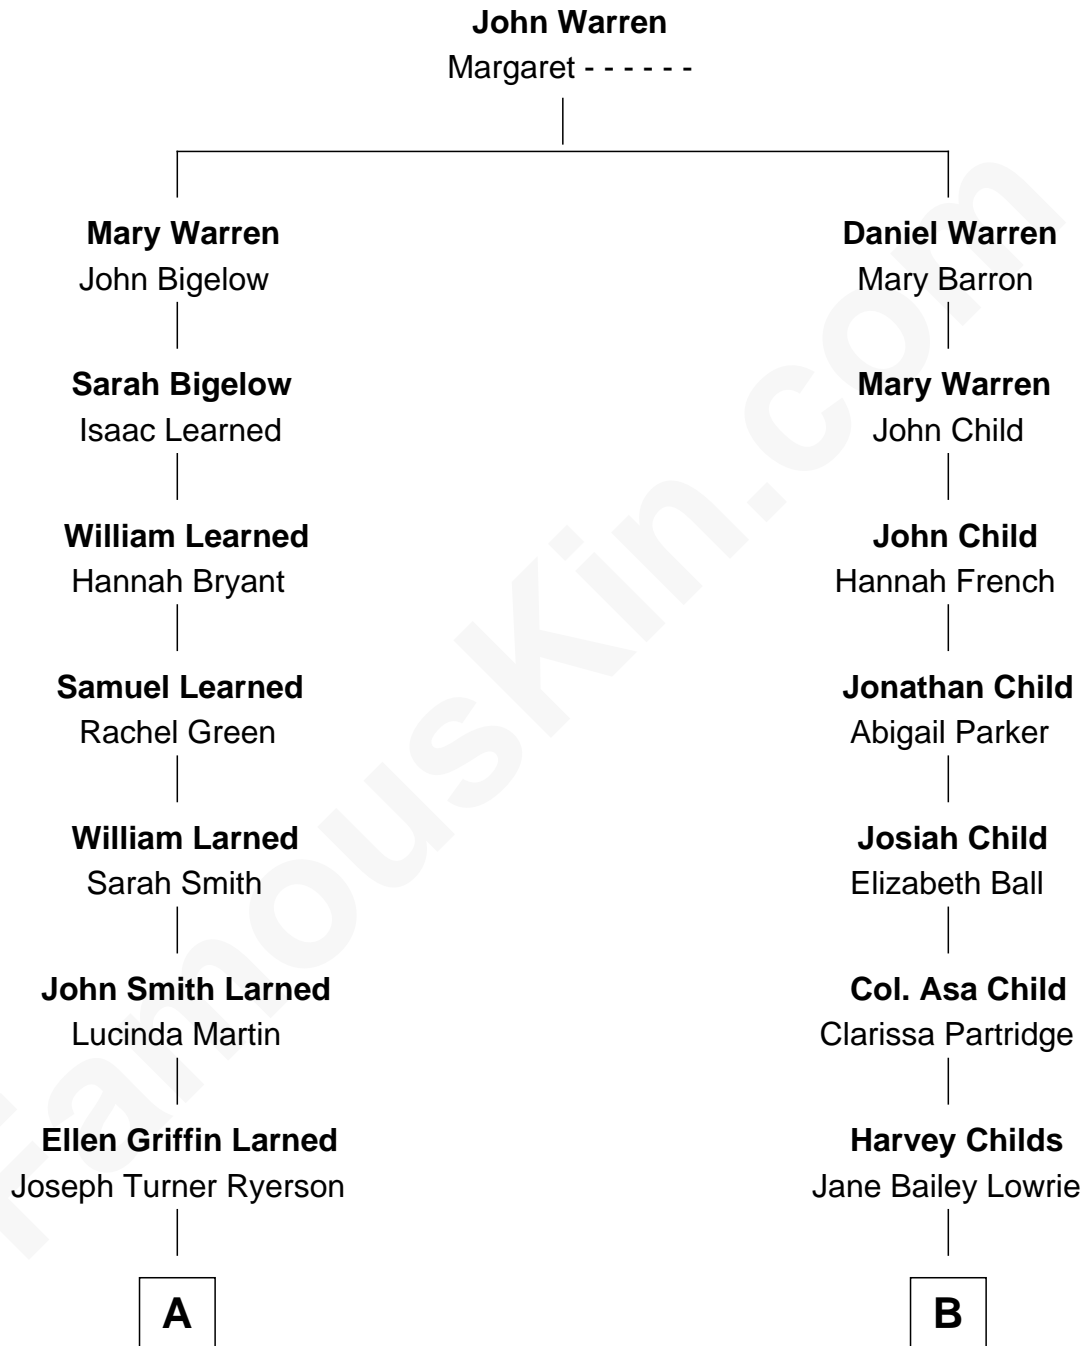 John Warren
Margaret - - - - - -
Mary Warren
John Bigelow
Daniel Warren
Mary Barron
Sarah Bigelow
Isaac Learned
Mary Warren
John Child
William Learned
Hannah Bryant
John Child
Hannah French
Samuel Learned
Rachel Green
Jonathan Child
Abigail Parker
William Larned
Sarah Smith
Josiah Child
Elizabeth Ball
John Smith Larned
Lucinda Martin
Col. Asa Child
Clarissa Partridge
Ellen Griffin Larned
Joseph Turner Ryerson
Harvey Childs
Jane Bailey Lowrie
A
B
FamousKin.com